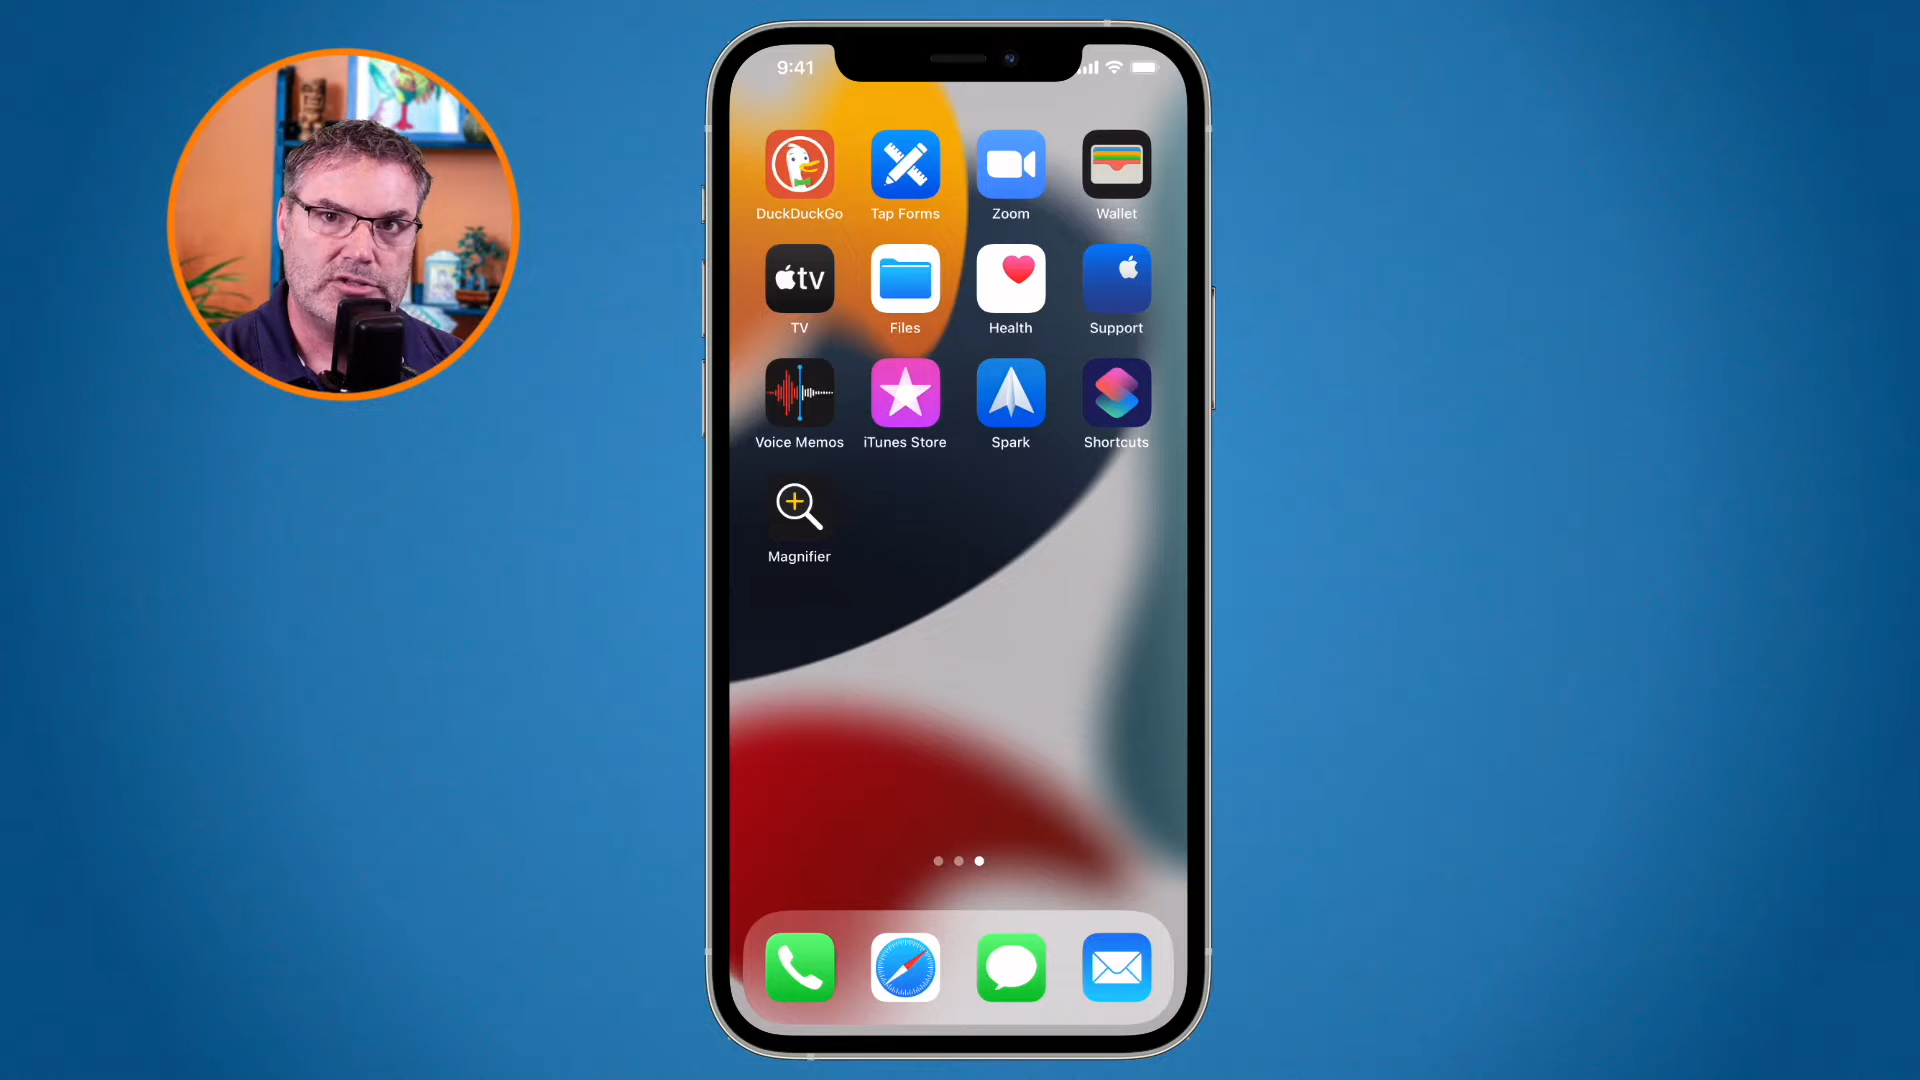 9:41
DuckDuckGo Tap Forms Zoom Wallet
tv
TV Files Health Support
Voice Memos iTunes Store Spark Shortcuts
Magnifier